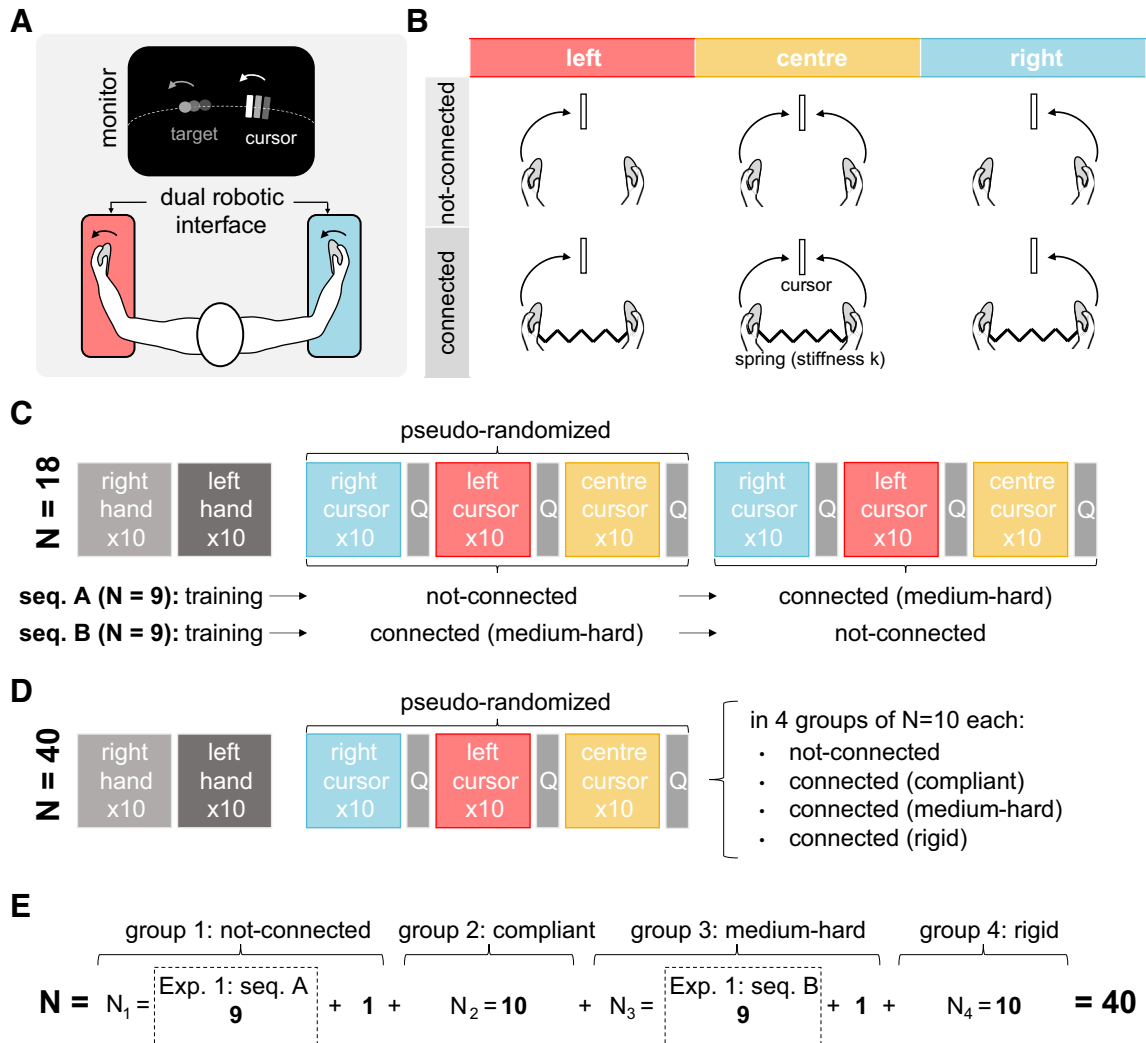 A
monitor
target
cursor
dual robotic
interface
B
left
centre
right
not-connected
connected
cursor
spring (stiffness k)
C
N = 18
pseudo-randomized
right
hand
x10
left
hand
x10
right
cursor
x10
Q
left
cursor
x10
Q
centre
cursor
x10
Q
right
cursor
x10
Q
left
cursor
x10
Q
centre
cursor
x10
Q
seq. A (N = 9): training
not-connected
connected (medium-hard)
seq. B (N = 9): training
connected (medium-hard)
not-connected
D
N = 40
pseudo-randomized
right
hand
x10
left
hand
x10
right
cursor
x10
Q
left
cursor
x10
Q
centre
cursor
x10
Q
in 4 groups of N=10 each:
· not-connected
· connected (compliant)
· connected (medium-hard)
· connected (rigid)
E
group 1: not-connected
group 2: compliant
group 3: medium-hard
group 4: rigid
N = N₁ = Exp. 1: seq. A 9 + 1 + N₂ = 10 + N₃ = Exp. 1: seq. B 9 + 1 + N₄ = 10 = 40